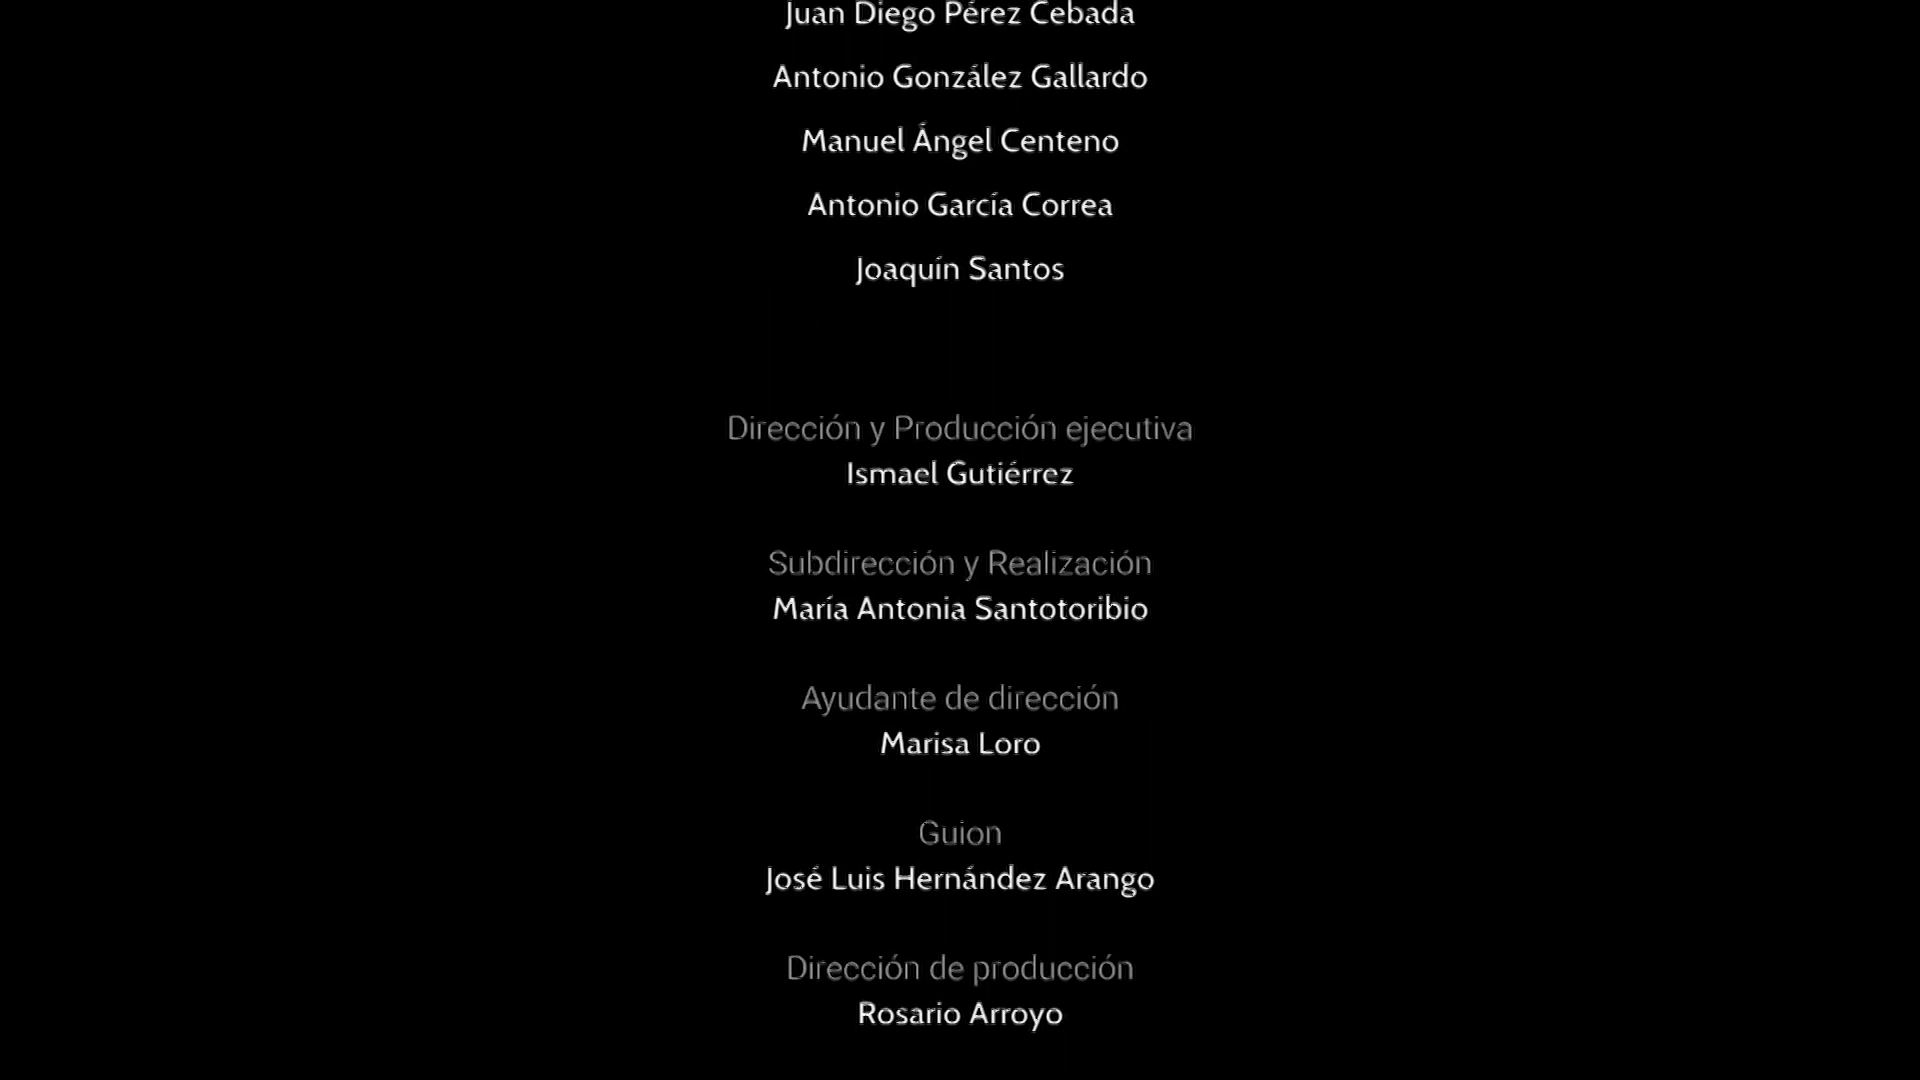 Juan Diego Pérez Cebada
Antonio González Gallardo
Manuel Ángel Centeno
Antonio García Correa
Joaquín Santos
Dirección y Producción ejecutiva
Ismael Gutiérrez
Subdirección y Realización
María Antonia Santotoribio
Ayudante de dirección
Marisa Loro
Guion
José Luis Hernández Arango
Dirección de producción
Rosario Arroyo